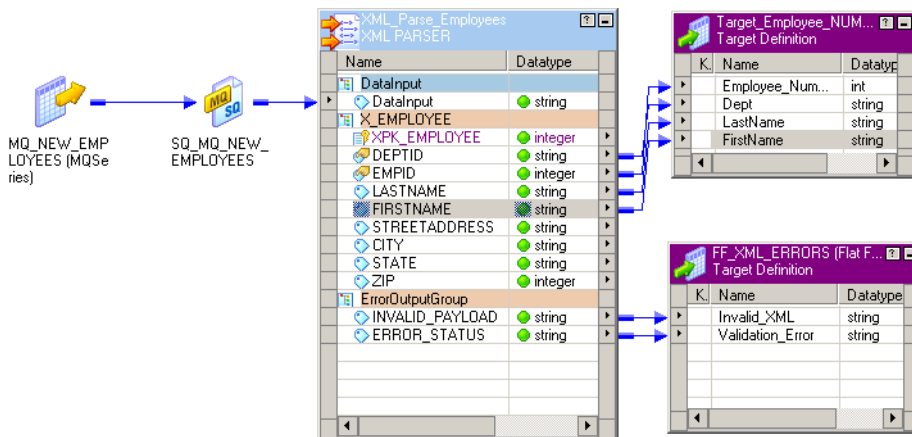 MQ_NEW_EMP
LOYEES (MQSe
ries)
SQ_MQ_NEW_
EMPLOYEES
XML_Parse_Employees
XML PARSER
Name Datatype
DataInput
DataInput string
X_EMPLOYEE
XPK_EMPLOYEE integer
DEPTID string
EMPID integer
LASTNAME string
FIRSTNAME string
STREETADDRESS string
CITY string
STATE string
ZIP integer
ErrorOutputGroup
INVALID_PAYLOAD string
ERROR_STATUS string
Target_Employee_NUM...
Target Definition
K. Name Datatyp
Employee_Num... int
Dept string
LastName string
FirstName string
FF_XML_ERRORS (Flat F...
Target Definition
K. Name Datatype
Invalid_XML string
Validation_Error string